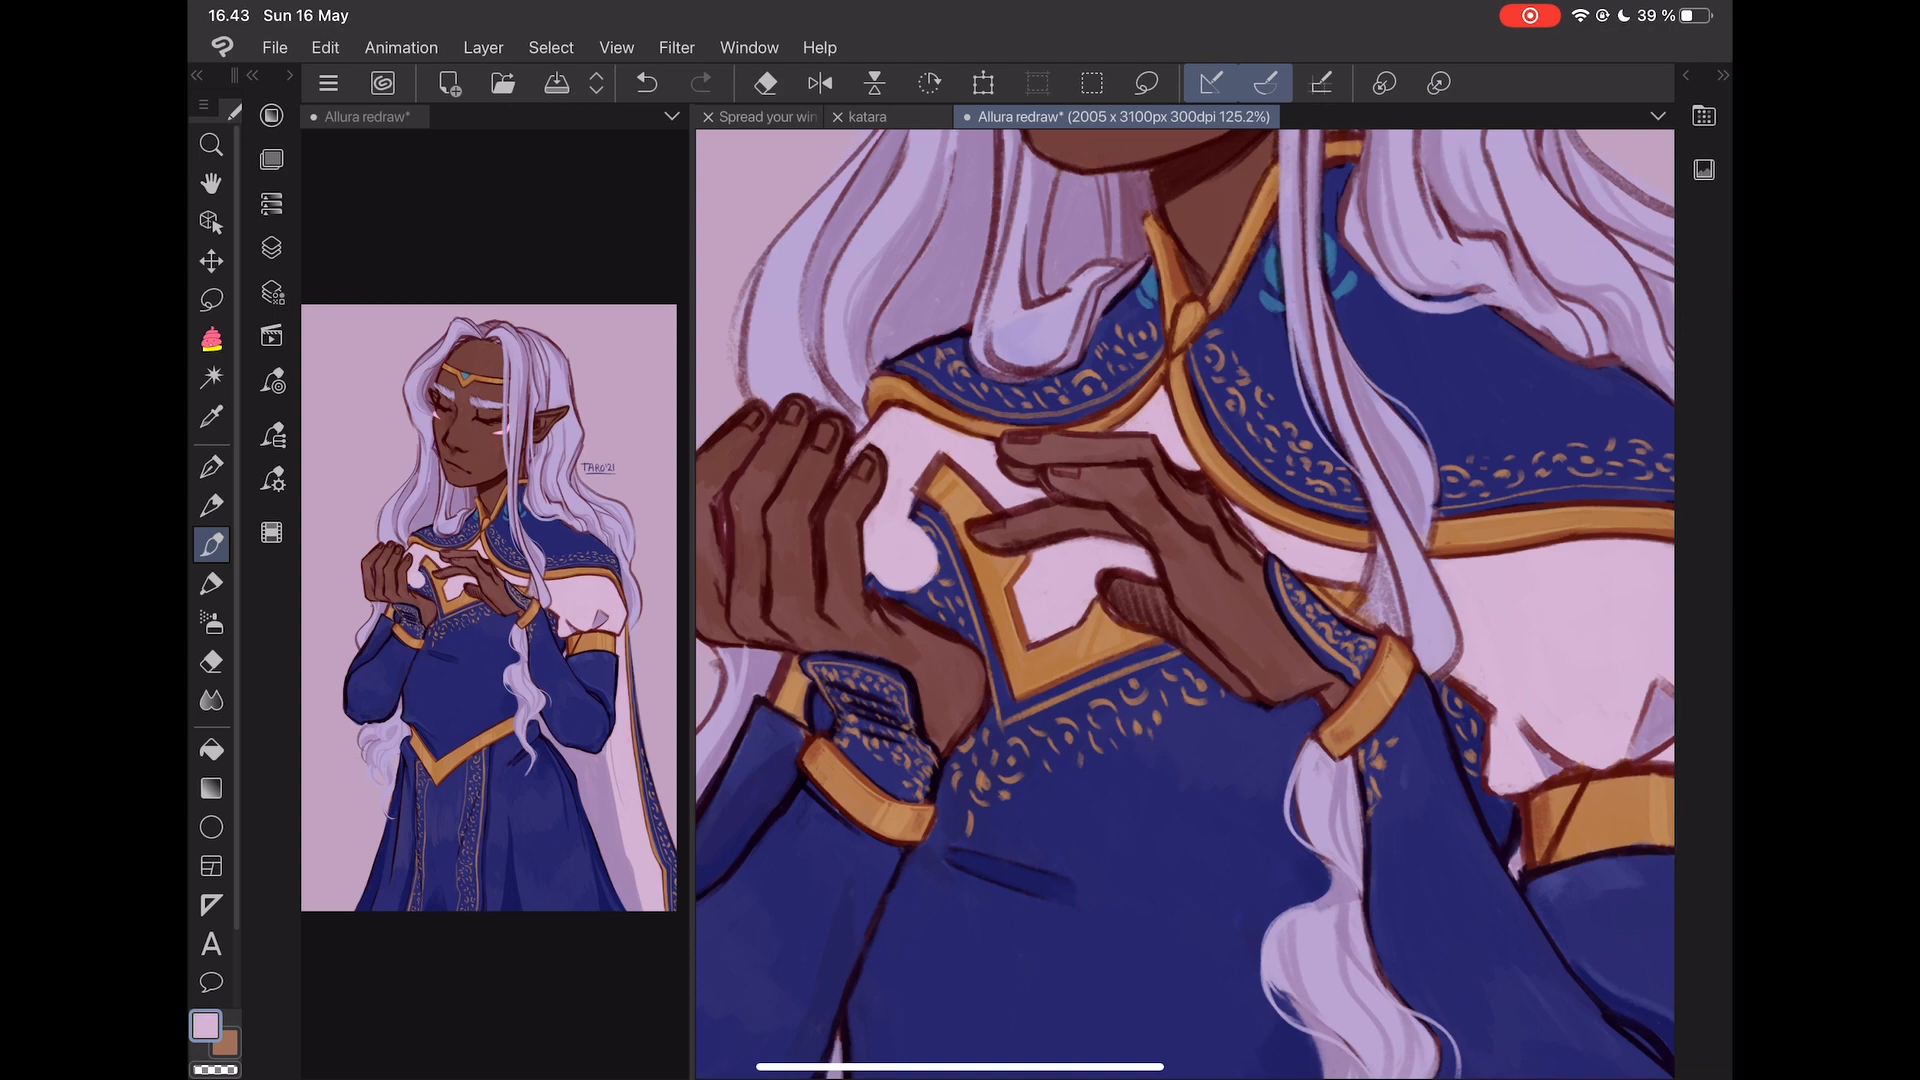 16.43 Sun 16 May
39 %
File Edit Animation Layer Select View Filter Window Help
Allura redraw*
Spread your win
katara
Allura redraw* (2005 x 3100px 300dpi 125.2%)
TARO'21
A